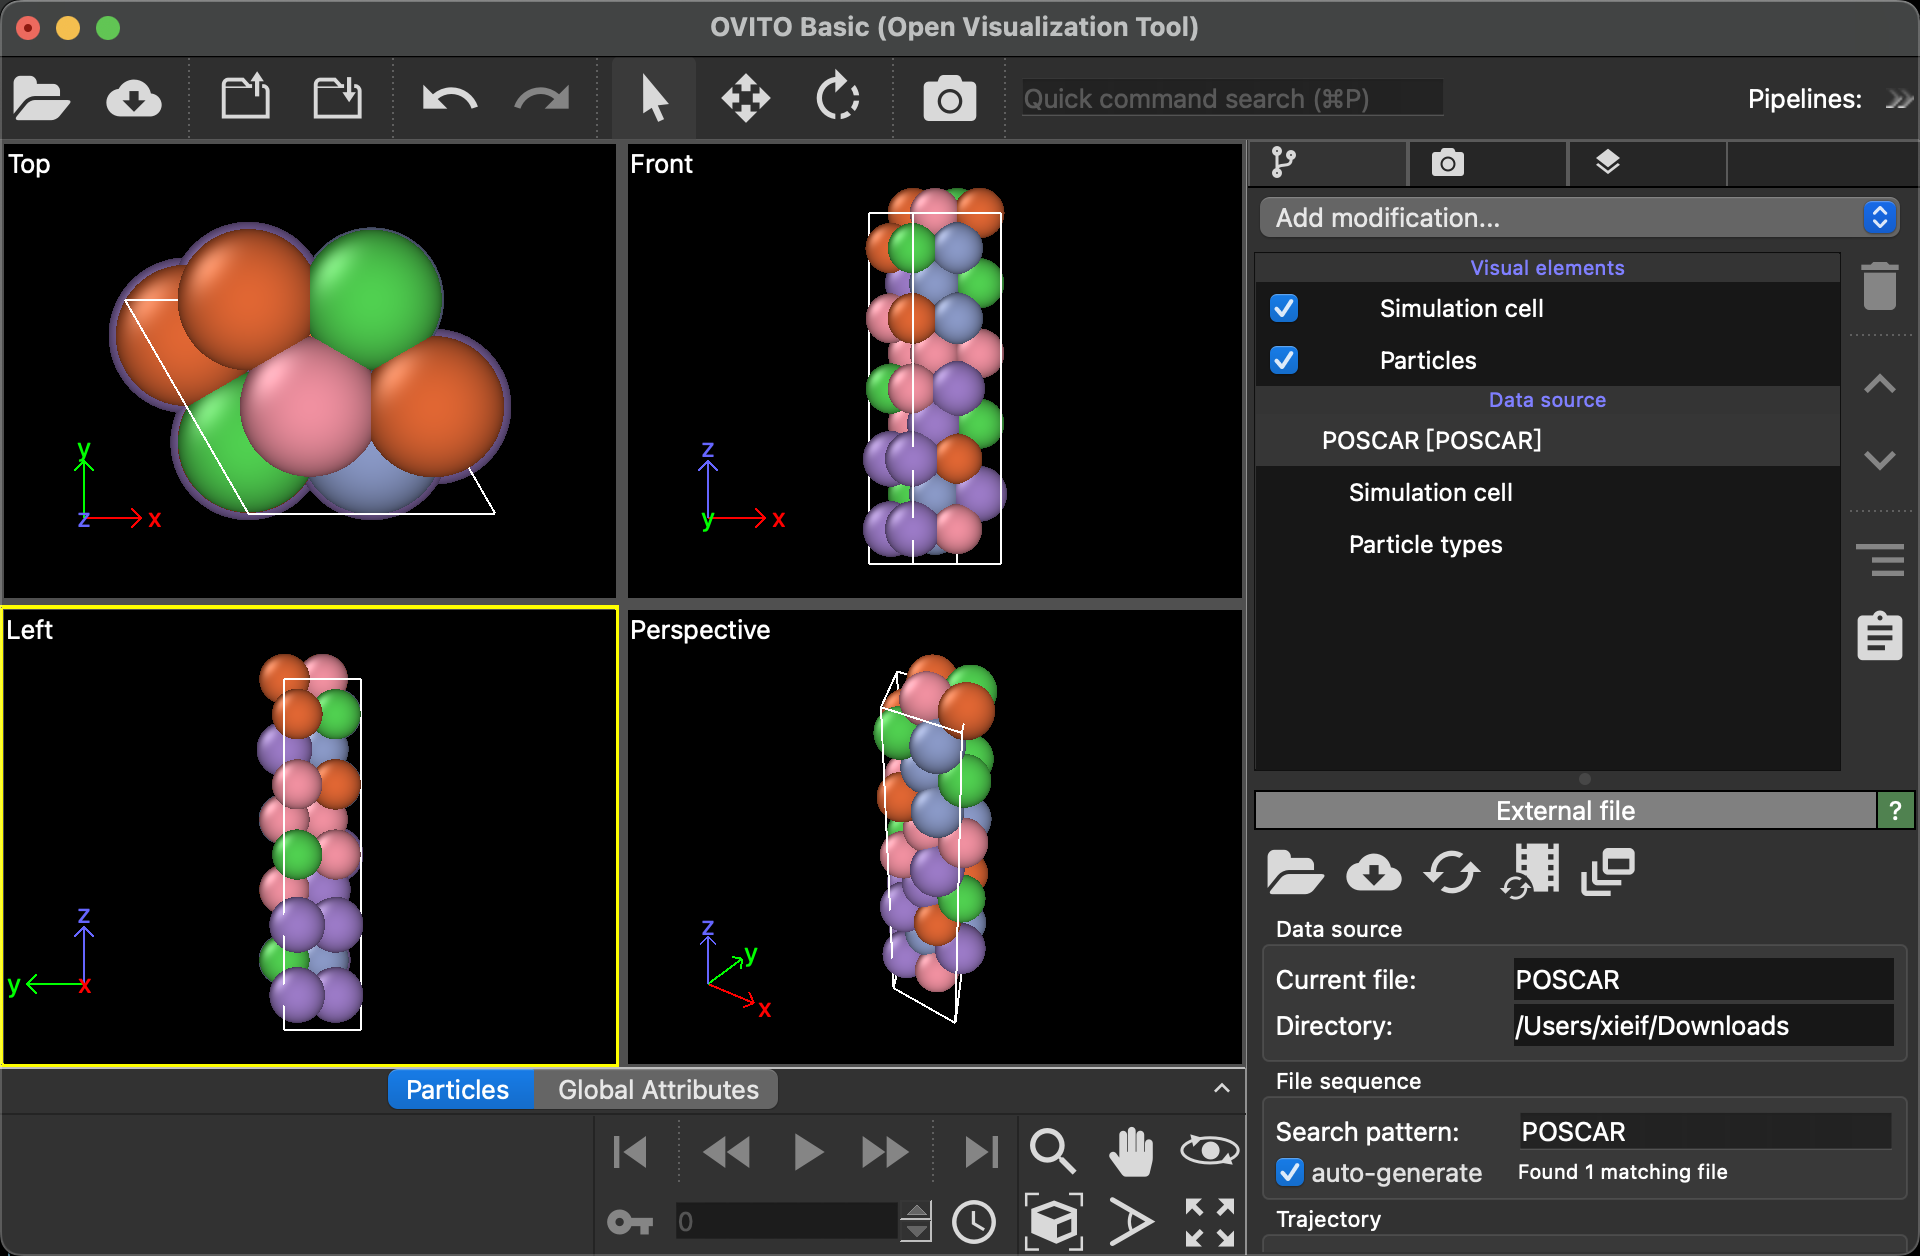 OVITO Basic (Open Visualization Tool)
Quick command search (⌘P)
Pipelines:
Top
y
z
x
Front
z
y
x
Left
z
y
x
Perspective
z
y
x
Add modification...
Visual elements
Simulation cell
Particles
Data source
POSCAR [POSCAR]
Simulation cell
Particle types
External file
?
Data source
Current file: POSCAR
Directory: /Users/xieif/Downloads
File sequence
Search pattern: POSCAR
auto-generate Found 1 matching file
Trajectory
Particles Global Attributes
0